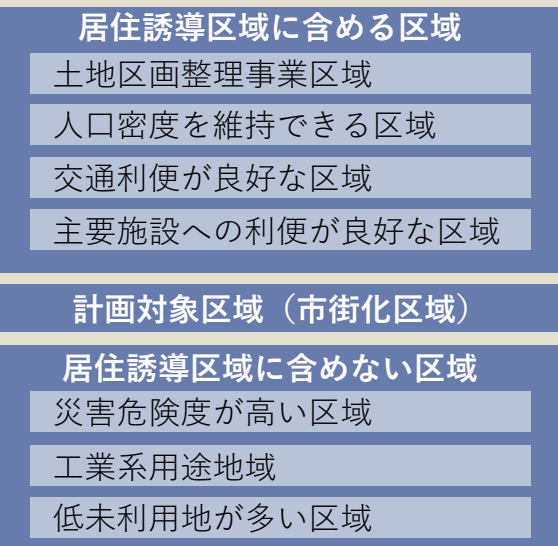 居住誘導区域に含める区域
土地区画整理事業区域
人口密度を維持できる区域
交通利便が良好な区域
主要施設への利便が良好な区域
計画対象区域（市街化区域）
居住誘導区域に含めない区域
災害危険度が高い区域
工業系用途地域
低未利用地が多い区域